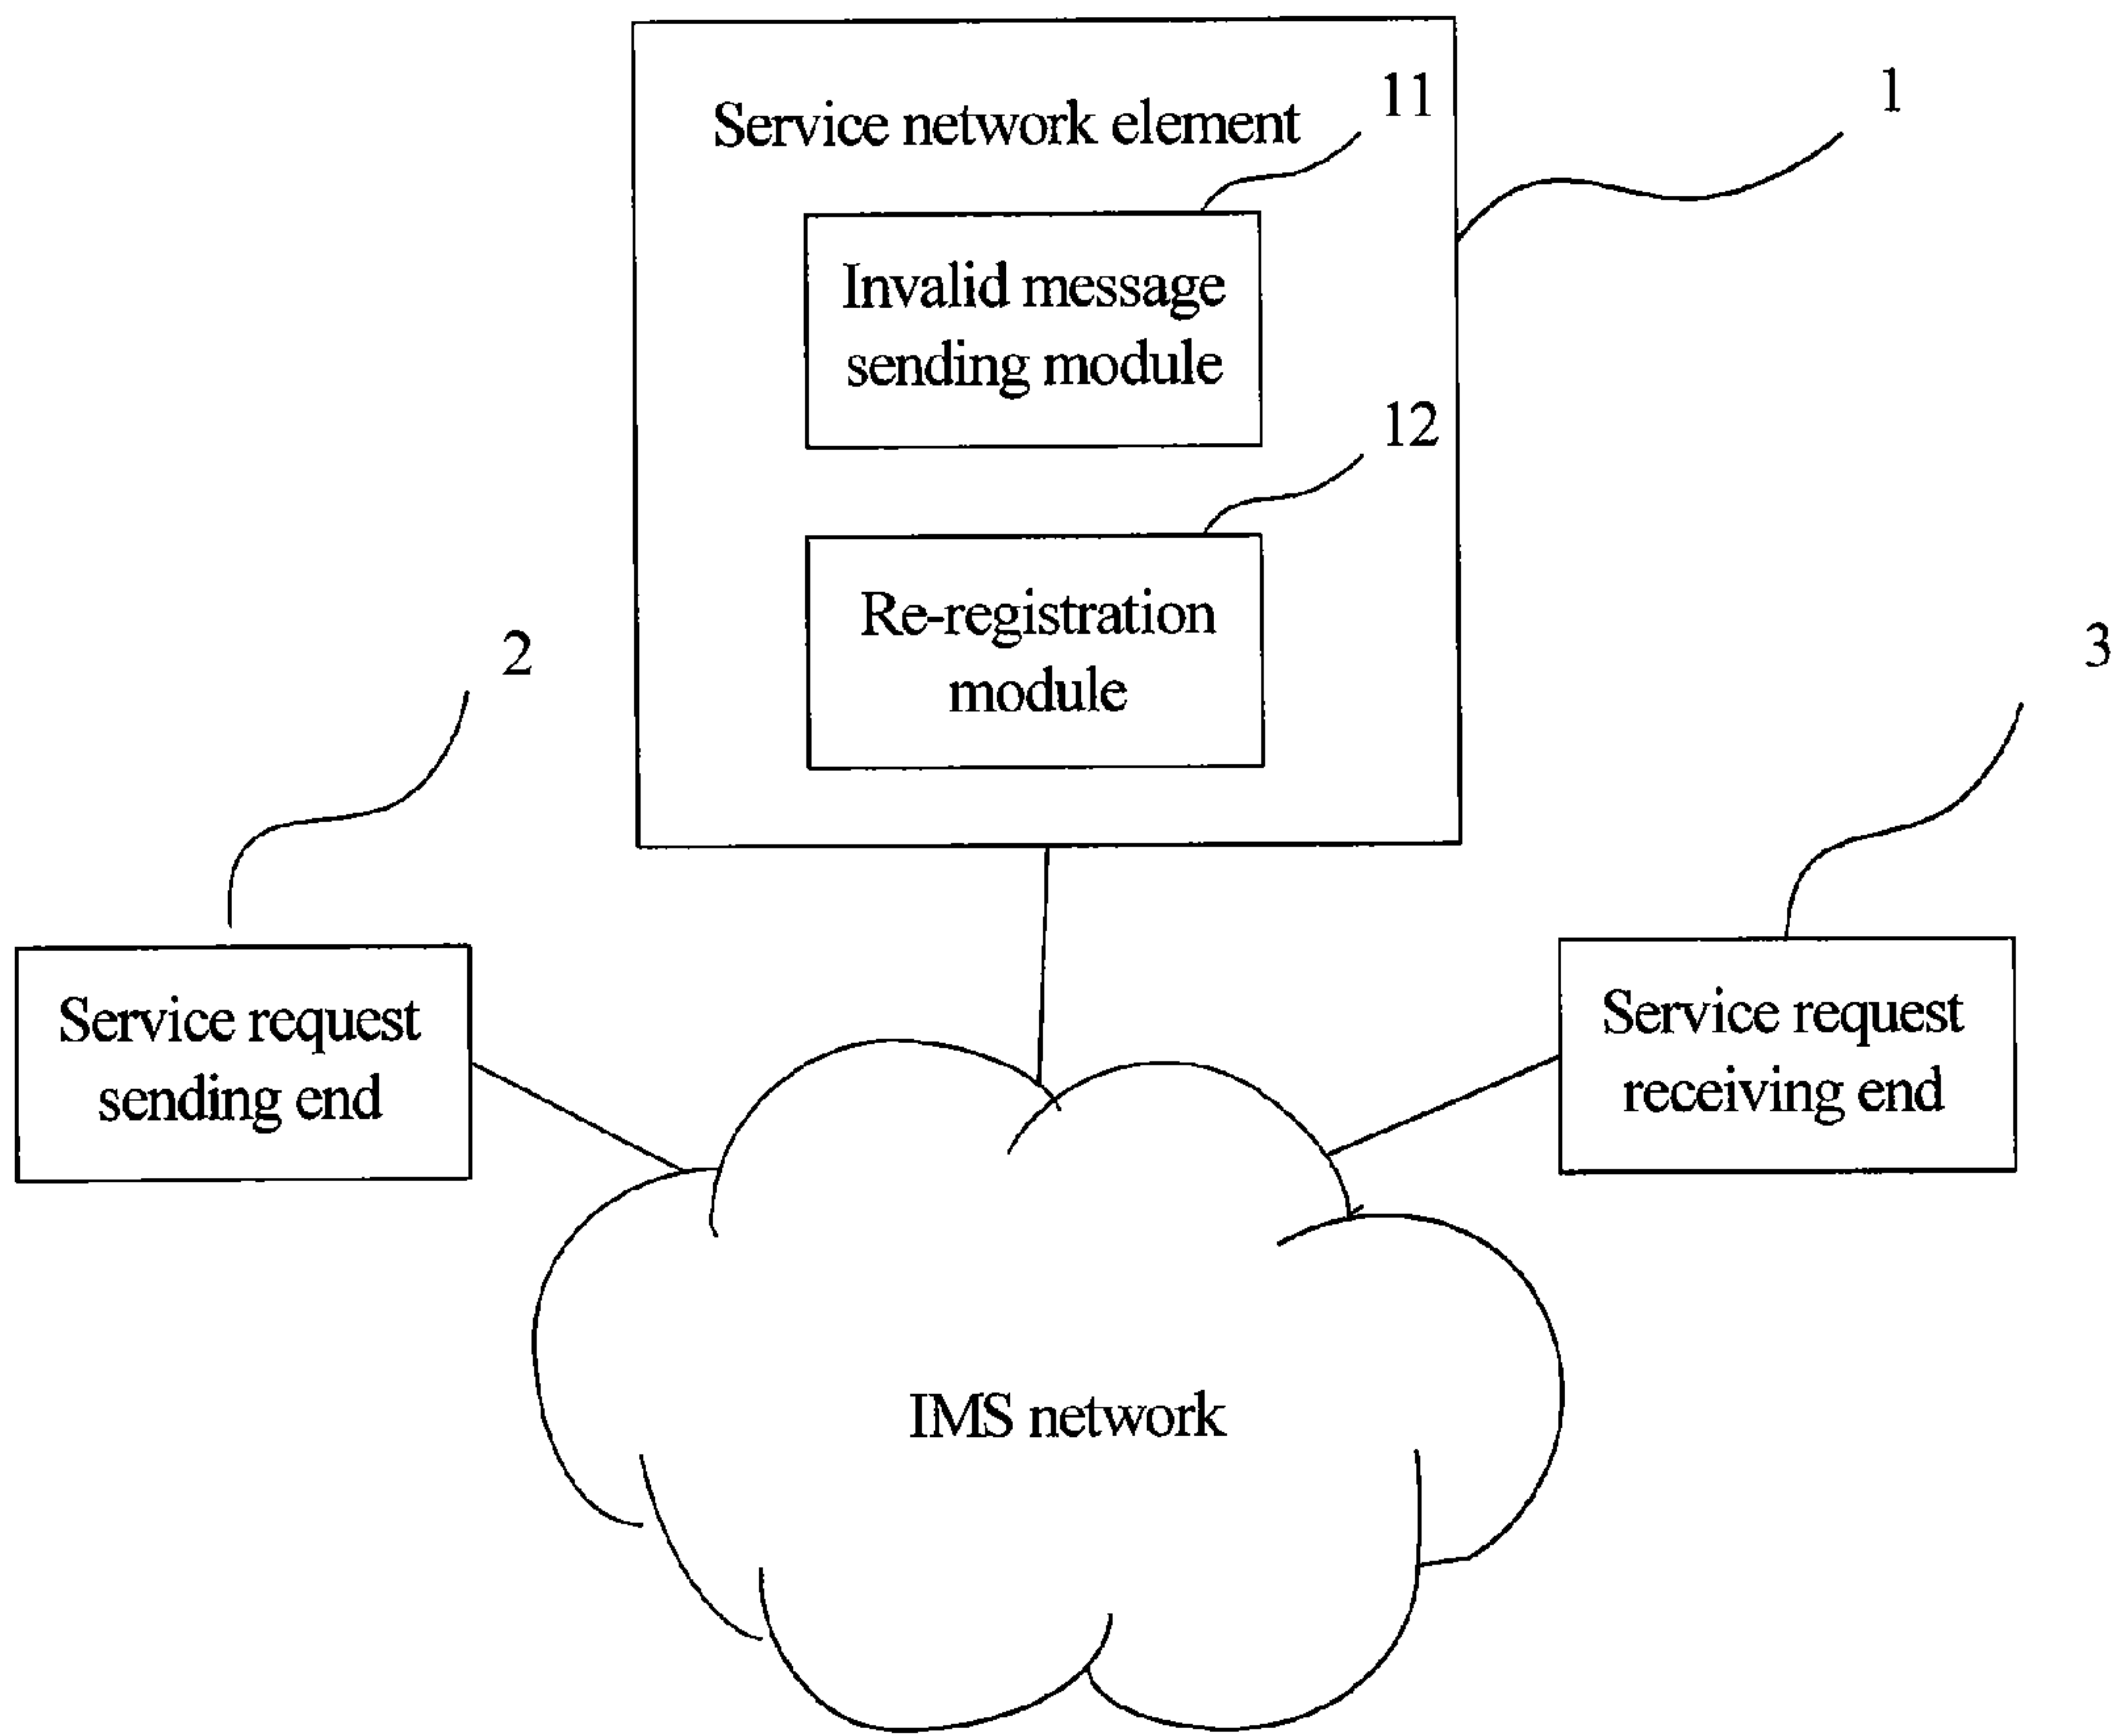 Service network element
11
1
Invalid message
sending module
12
Re-registration
module
2
3
Service request
sending end
Service request
receiving end
IMS network